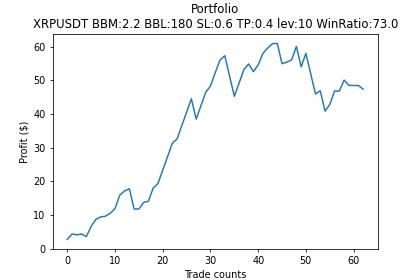 Portfolio
XRPUSDT BBM:2.2 BBL:180 SL:0.6 TP:0.4 lev:10 WinRatio:73.0
Profit ($)
60
50
40
30
20
10
0
0 10 20 30 40 50 60
Trade counts